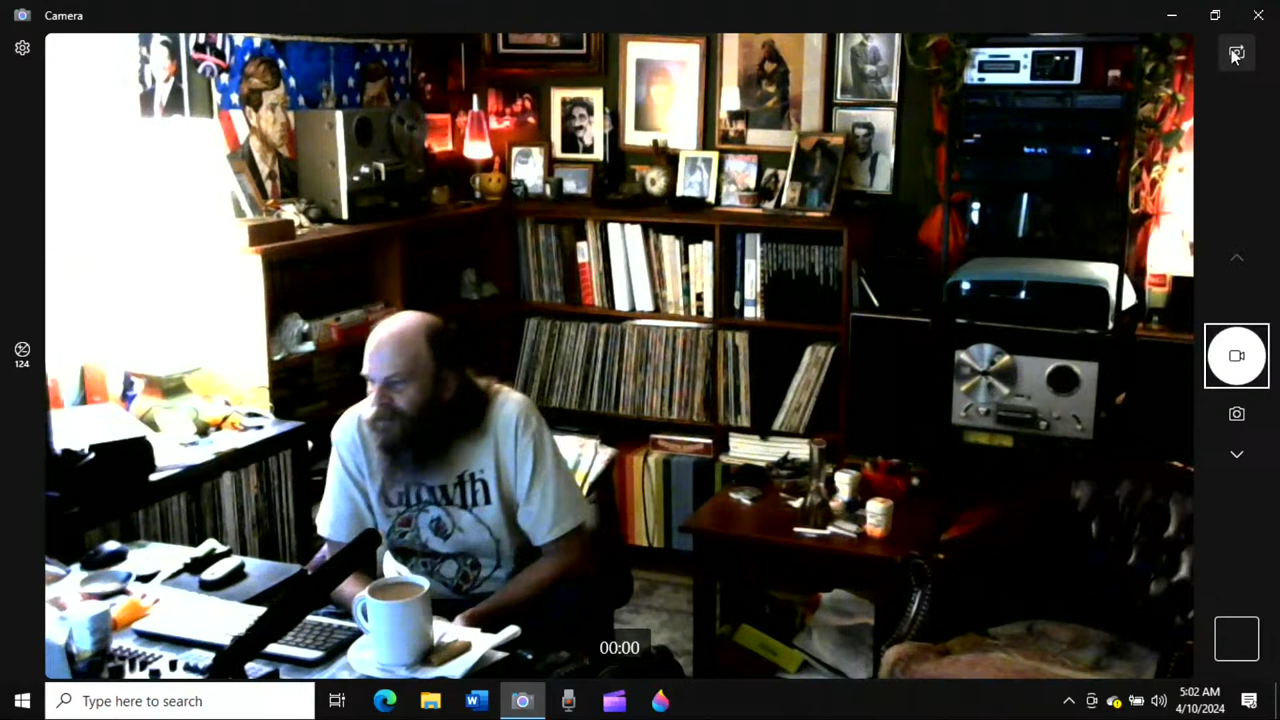 Camera
124
Growth
00:00
Type here to search
5:02 AM
4/10/2024